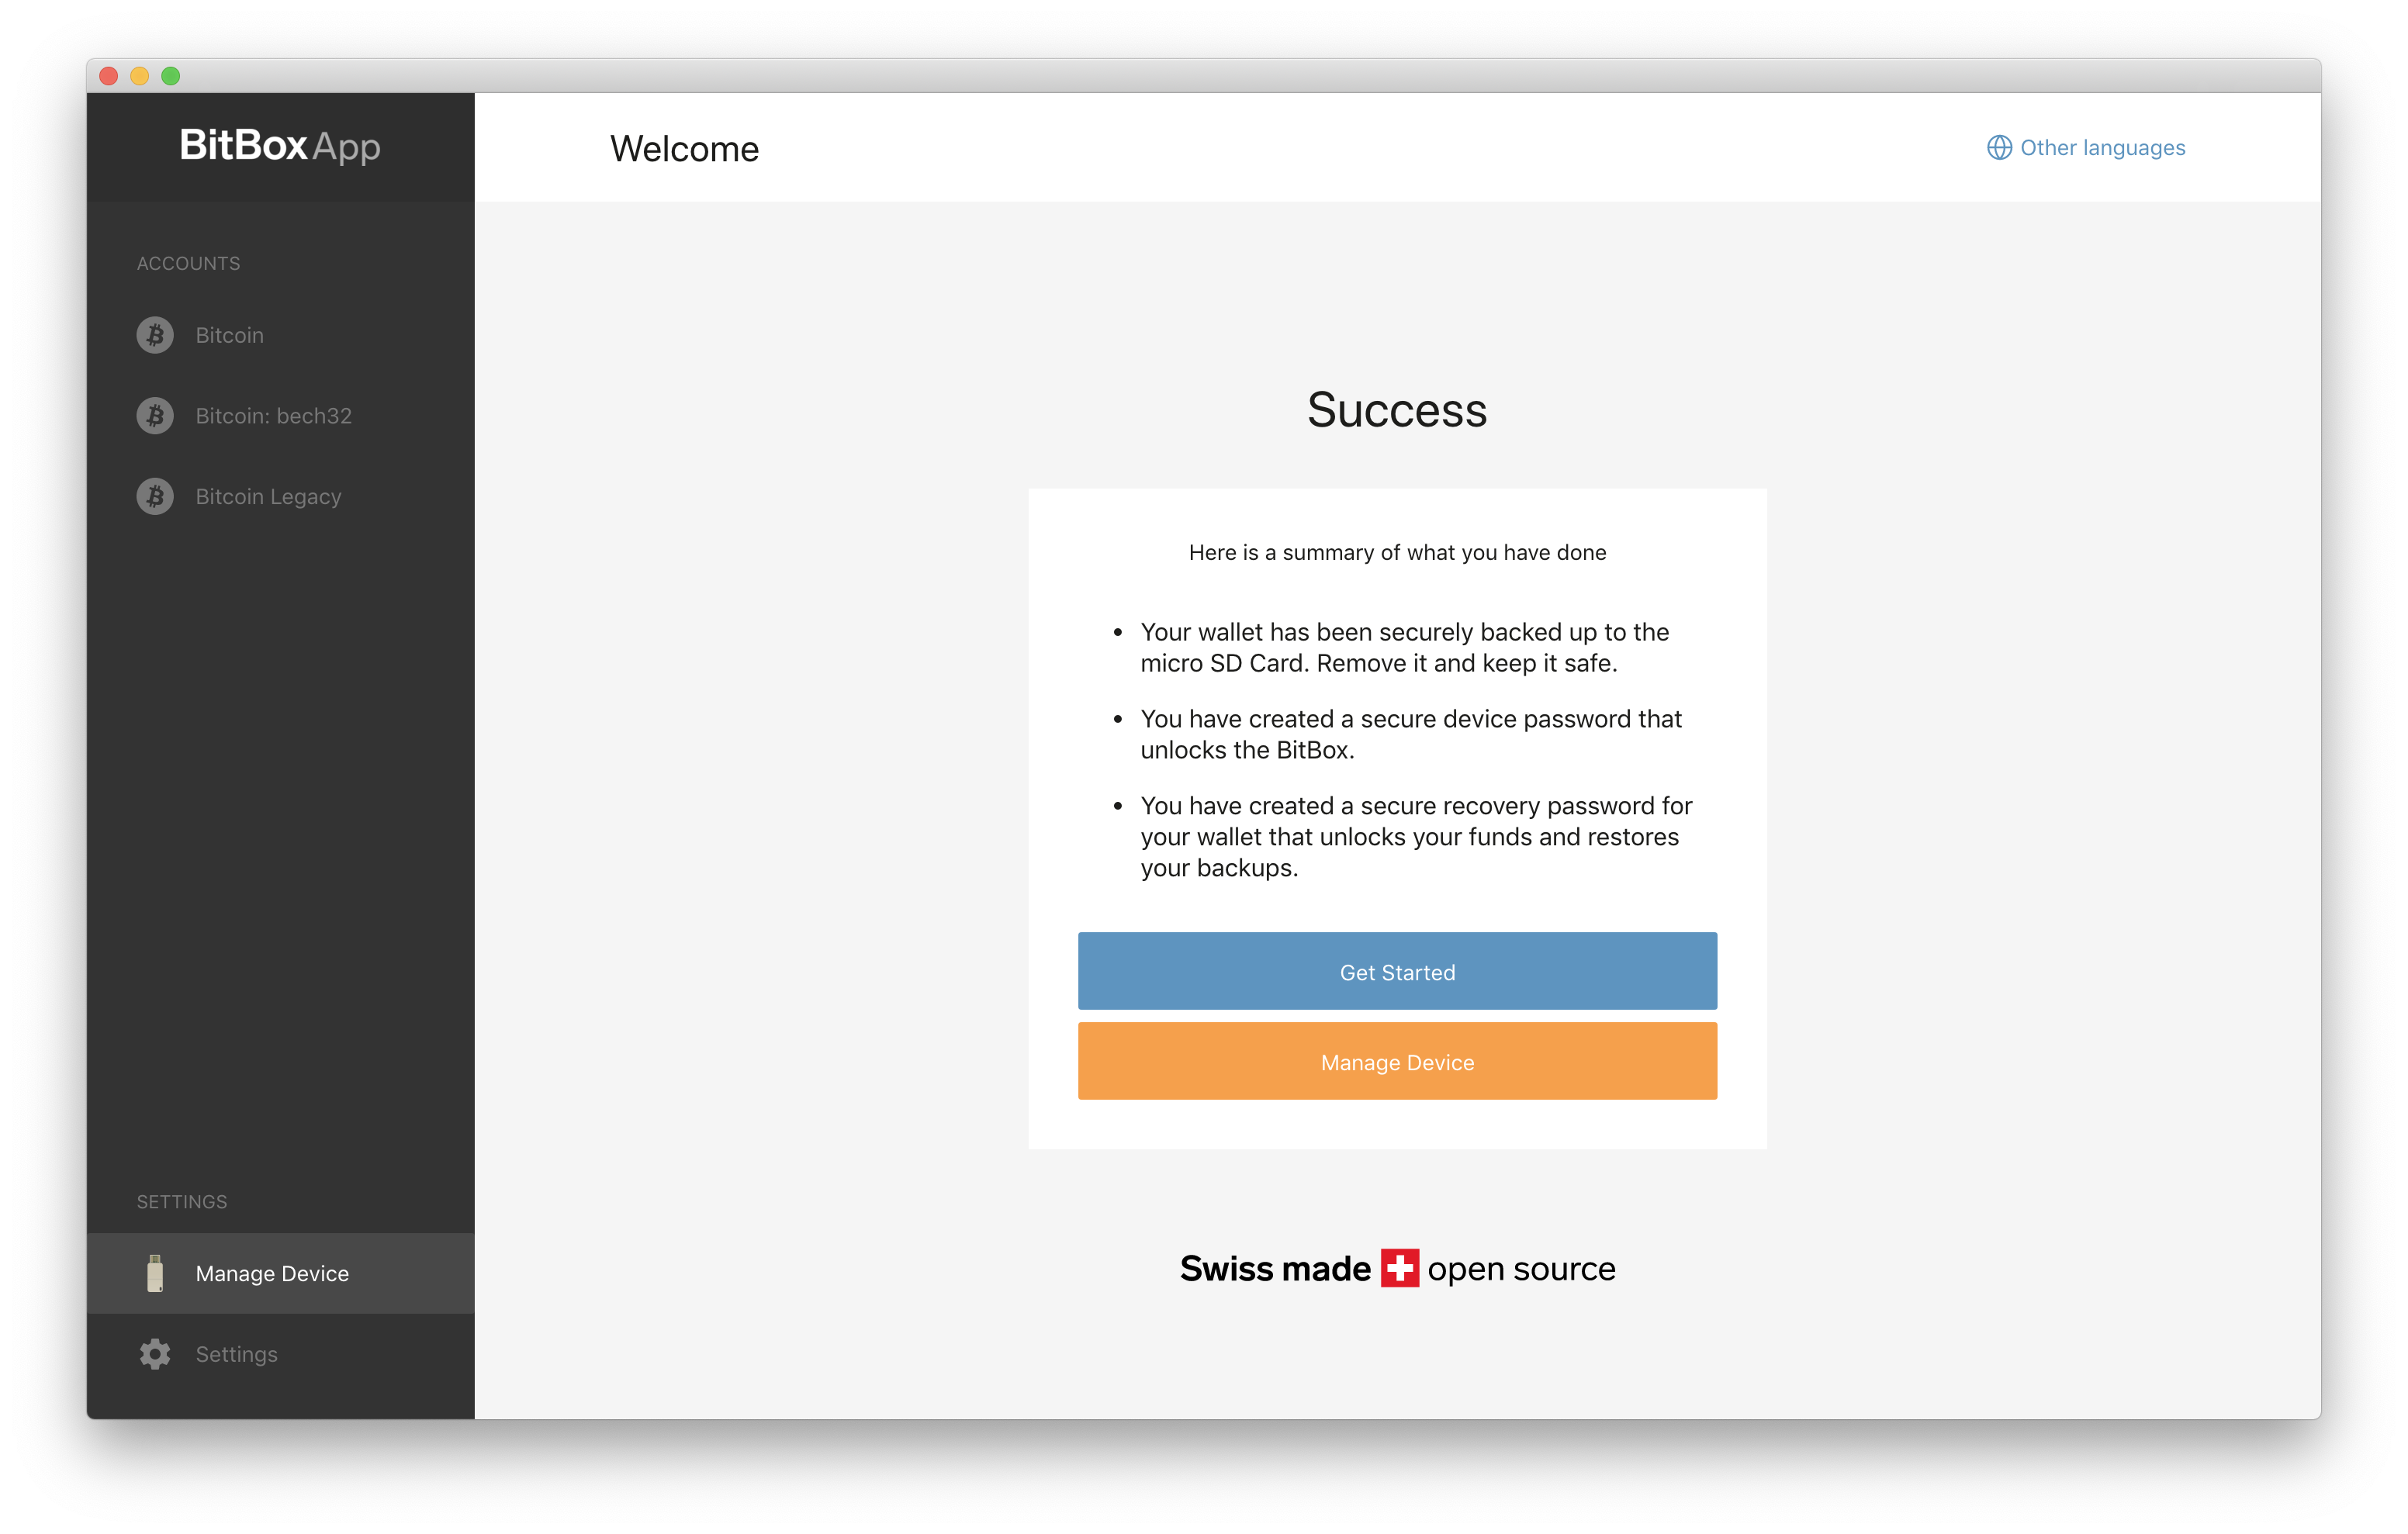 BitBox App
Welcome
Other languages
ACCOUNTS
Bitcoin
Bitcoin: bech32
Bitcoin Legacy
Success
Here is a summary of what you have done
• Your wallet has been securely backed up to the
micro SD Card. Remove it and keep it safe.
• You have created a secure device password that
unlocks the BitBox.
• You have created a secure recovery password for
your wallet that unlocks your funds and restores
your backups.
Get Started
Manage Device
SETTINGS
Manage Device
Settings
Swiss made open source